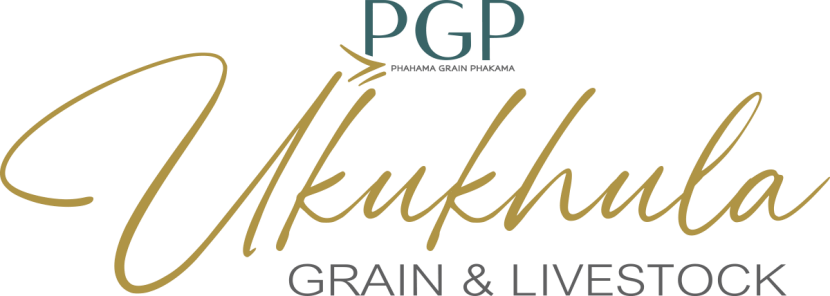 PGP
PHAHAMA GRAIN PHAKAMA
Ukukhula
GRAIN & LIVESTOCK